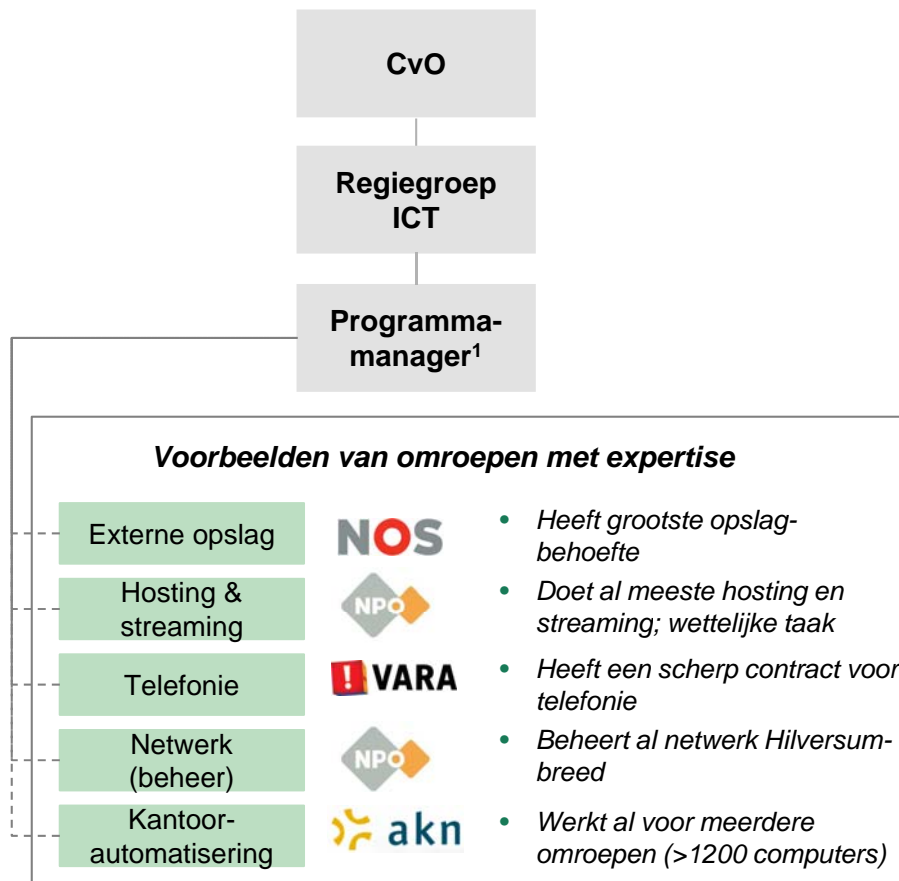 CvO
Regiegroep
ICT
Programma-
manager¹
Voorbeelden van omroepen met expertise
Externe opslag
NOS
• Heeft grootste opslag-
behoefte
Hosting &
streaming
NPO
• Doet al meeste hosting en
streaming; wettelijke taak
Telefonie
! VARA
• Heeft een scherp contract voor
telefonie
Netwerk
(beheer)
NPO
• Beheert al netwerk Hilversum-
breed
Kantoor-
automatisering
akn
• Werkt al voor meerdere
omroepen (>1200 computers)